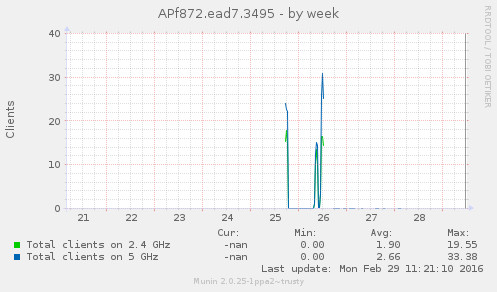 APf872.ead7.3495 - by week
RRDTOOL / TOBI OETIKER
Clients
40
30
20
10
0
21 22 23 24 25 26 27 28
Cur: Min: Avg: Max:
Total clients on 2.4 GHz -nan 0.00 1.90 19.55
Total clients on 5 GHz -nan 0.00 2.66 33.38
Last update: Mon Feb 29 11:21:10 2016
Munin 2.0.25-1ppa2~trusty